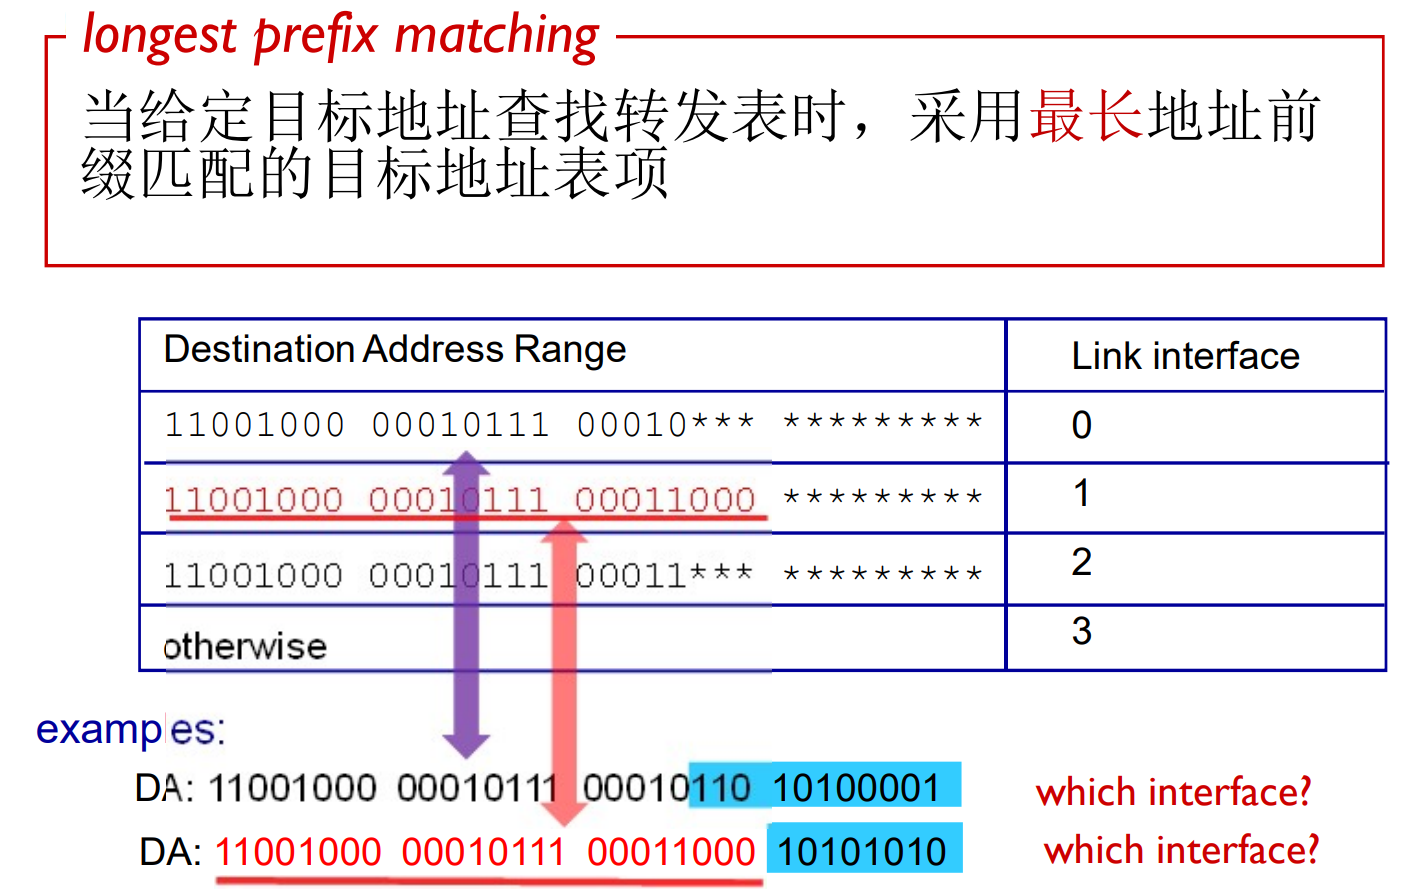 longest prefix matching
当给定目标地址查找转发表时，采用最长地址前
缀匹配的目标地址表项
Destination Address Range Link interface
11001000 00010111 00010*** ********* 0
11001000 00010111 00011000 ********* 1
11001000 00010111 00011*** ********* 2
otherwise 3
examples:
DA: 11001000 00010111 00010110 10100001 which interface?
DA: 11001000 00010111 00011000 10101010 which interface?